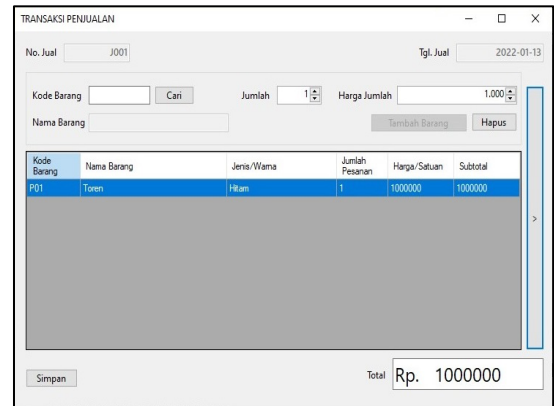 TRANSAKSI PENJUALAN
No. Jual J001 Tgl. Jual 2022-01-13
Kode Barang Cari Jumlah 1 Harga Jumlah 1.000
Nama Barang Tambah Barang Hapus
Kode Barang Nama Barang Jenis/Warna Jumlah Pesanan Harga/Satuan Subtotal
P01 Toren Hitam 1 1000000 1000000
>
Simpan Total Rp. 1000000